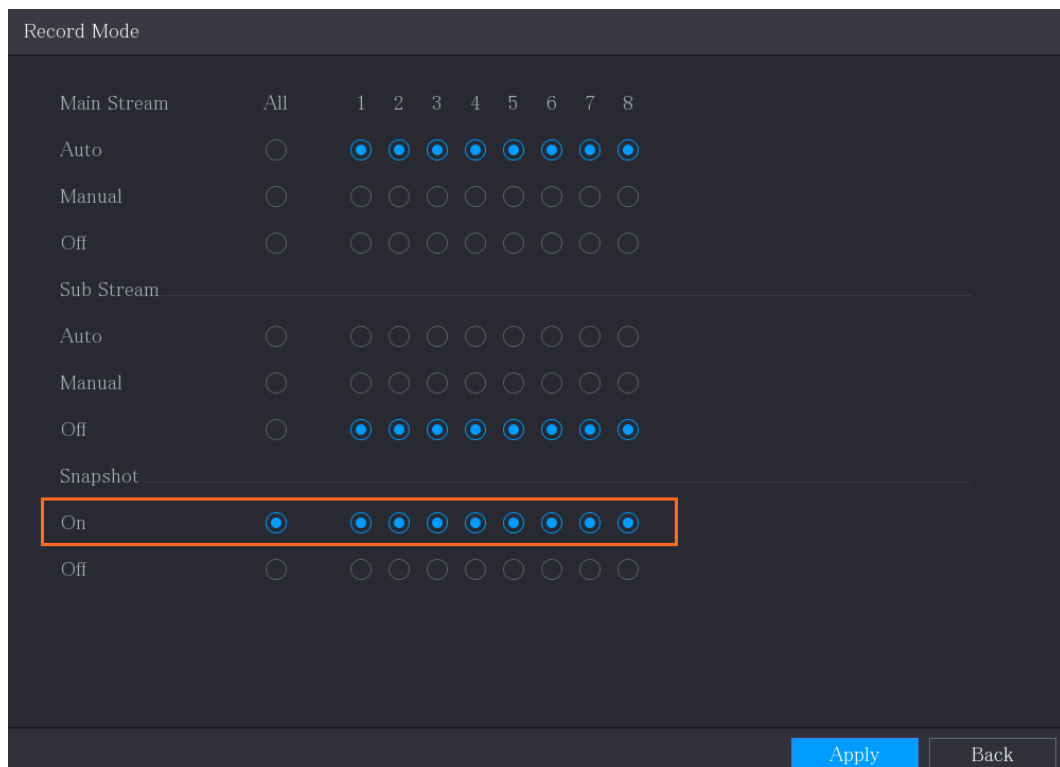 Record Mode
Main Stream All 1 2 3 4 5 6 7 8
Auto
Manual
Off
Sub Stream
Auto
Manual
Off
Snapshot
On
Off
Apply Back